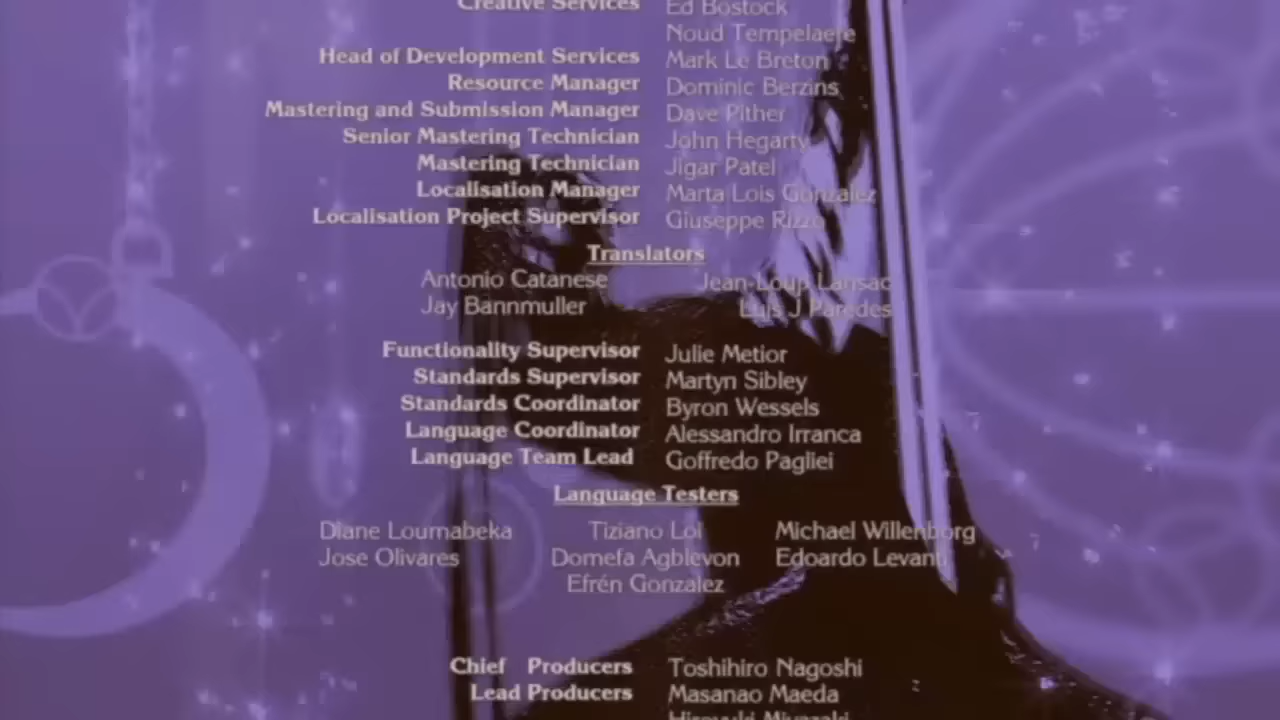 Creative Services Ed Bostock
Noud Tempelaere
Head of Development Services Mark Le Breton
Resource Manager Dominic Berzins
Mastering and Submission Manager Dave Pither
Senior Mastering Technician John Hegarty
Mastering Technician Jigar Patel
Localisation Manager Marta Lois Gonzalez
Localisation Project Supervisor Giuseppe Rizzo
Translators
Antonio Catanese Jean-Loup Lansac
Jay Bannmuller Luis J Paredes
Functionality Supervisor Julie Metior
Standards Supervisor Martyn Sibley
Standards Coordinator Byron Wessels
Language Coordinator Alessandro Irranca
Language Team Lead Goffredo Pagliei
Language Testers
Diane Loumabeka Tiziano Loi Michael Willenborg
Jose Olivares Domefa Agblevon Edoardo Levanti
Efrén Gonzalez
Chief Producers Toshihiro Nagoshi
Lead Producers Masanao Maeda
Hiroyuki Miyazaki